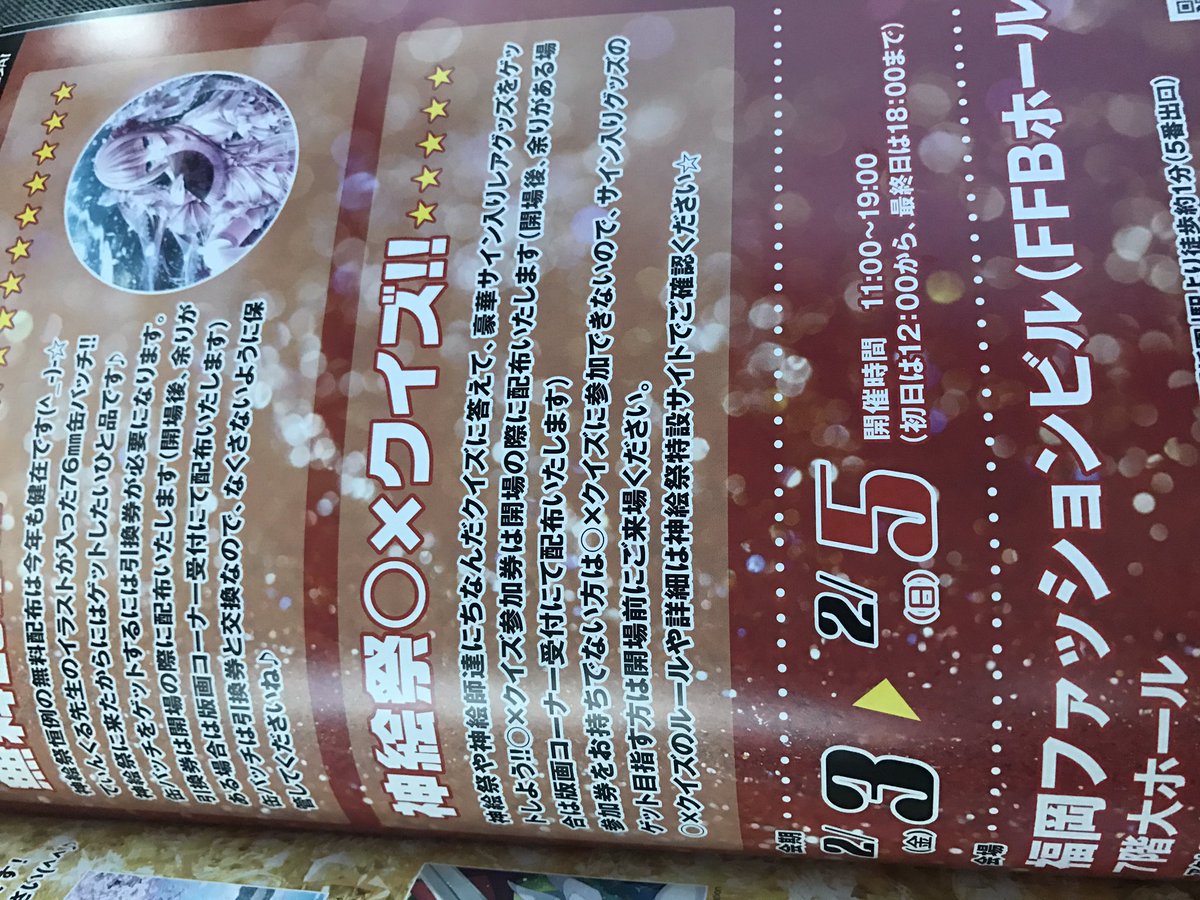 神絵祭恒例の無料配布は今年も健在です(^_-)-☆
てぃんくる先生のイラストが入った76mm缶バッチ!!
神絵祭に来たからにはゲットしたいひと品です♪
缶バッチをゲットするには引換券が必要になります。
引換券は開場の際に配布いたします(開場後、余りが
ある場合は版画コーナー受付にて配布いたします)
缶バッチは引換券と交換なので、なくさないように保
管してくださいね♪
神絵祭○×クイズ!!
神絵祭や神絵師達にちなんだクイズに答えて、豪華サイン入りレアグッズをゲッ
トしよう!!○×クイズ参加券は開場の際に配布いたします(開場後、余りがある場
合は版画コーナー受付にて配布いたします)
参加券をお持ちでない方は○×クイズに参加できないので、サイン入りグッズの
ゲット目指す方は開場前にご来場ください。
○×クイズのルールや詳細は神絵祭特設サイトでご確認ください☆
会期
2/3(金)▶2/5(日)
開催時間 11:00~19:00
(初日は12:00から、最終日は18:00まで)
会場
福岡ファッションビル(FFBホール
7階大ホール
より徒歩約1分(5番出口)